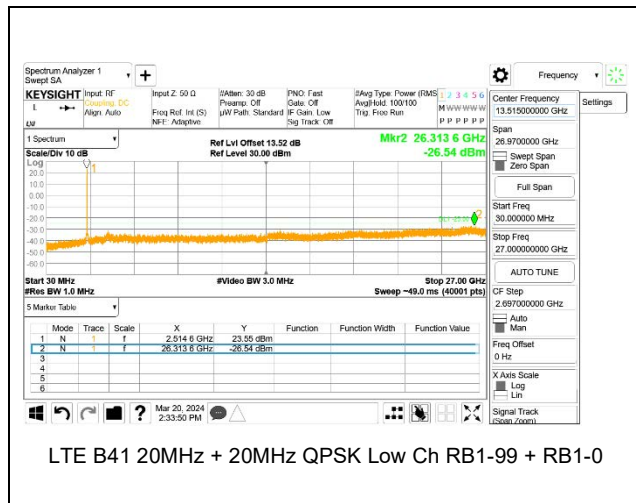 Spectrum Analyzer 1
Swept SA
KEYSIGHT
Input: RF
Coupling: DC
Align: Auto
Input Z: 50 Ω
Freq Ref: Int (S)
NFE: Adaptive
#Atten: 30 dB
Preamp: Off
µW Path: Standard
PNO: Fast
Gate: Off
IF Gain: Low
Sig Track: Off
#Avg Type: Power (RMS
Avg|Hold: 100/100
Trig: Free Run
1 2 3 4 5 6
M W W W W W
P P P P P P
L
1 Spectrum
Scale/Div 10 dB
Ref Lvl Offset 13.52 dB
Ref Level 30.00 dBm
Mkr2 26.313 6 GHz
-26.54 dBm
Log
1
20.0
10.0
0.00
-10.0
-20.0
2
-30.0
-40.0
-50.0
-60.0
Start 30 MHz
#Res BW 1.0 MHz
#Video BW 3.0 MHz
Stop 27.00 GHz
Sweep ~49.0 ms (40001 pts)
5 Marker Table
Mode Trace Scale X Y Function Function Width Function Value
1 N 1 f 2.514 6 GHz 23.55 dBm
2 N 1 f 26.313 6 GHz -26.54 dBm
3
4
5
6
Mar 20, 2024
2:33:50 PM
Frequency
Settings
Center Frequency
13.515000000 GHz
Span
26.9700000 GHz
Swept Span
Zero Span
Full Span
Start Freq
30.000000 MHz
Stop Freq
27.000000000 GHz
AUTO TUNE
CF Step
2.697000000 GHz
Auto
Man
Freq Offset
0 Hz
X Axis Scale
Log
Lin
Signal Track
(Span Zoom)
LTE B41 20MHz + 20MHz QPSK Low Ch RB1-99 + RB1-0